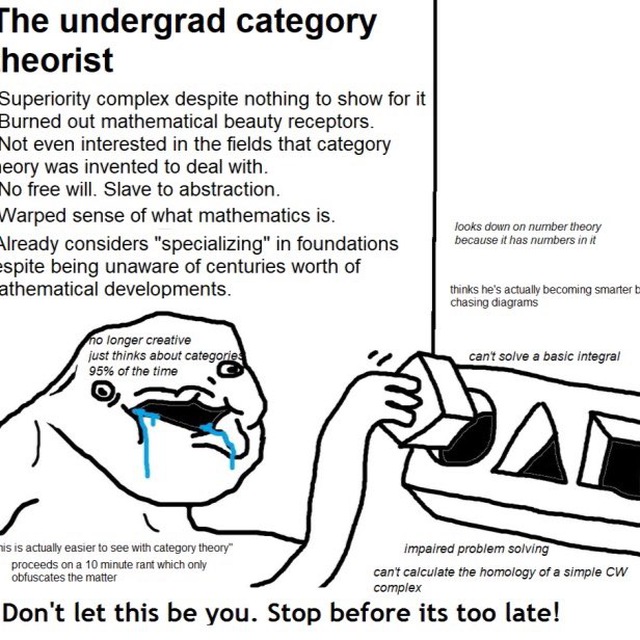 The undergrad category
heorist
Superiority complex despite nothing to show for it
Burned out mathematical beauty receptors.
Not even interested in the fields that category
eory was invented to deal with.
No free will. Slave to abstraction.
Warped sense of what mathematics is.
Already considers "specializing" in foundations
espite being unaware of centuries worth of
athematical developments.
looks down on number theory
because it has numbers in it
thinks he's actually becoming smarter b
chasing diagrams
can't solve a basic integral
no longer creative
just thinks about categories
95% of the time
his is actually easier to see with category theory"
proceeds on a 10 minute rant which only
obfuscates the matter
impaired problem solving
can't calculate the homology of a simple CW
complex
Don't let this be you. Stop before its too late!